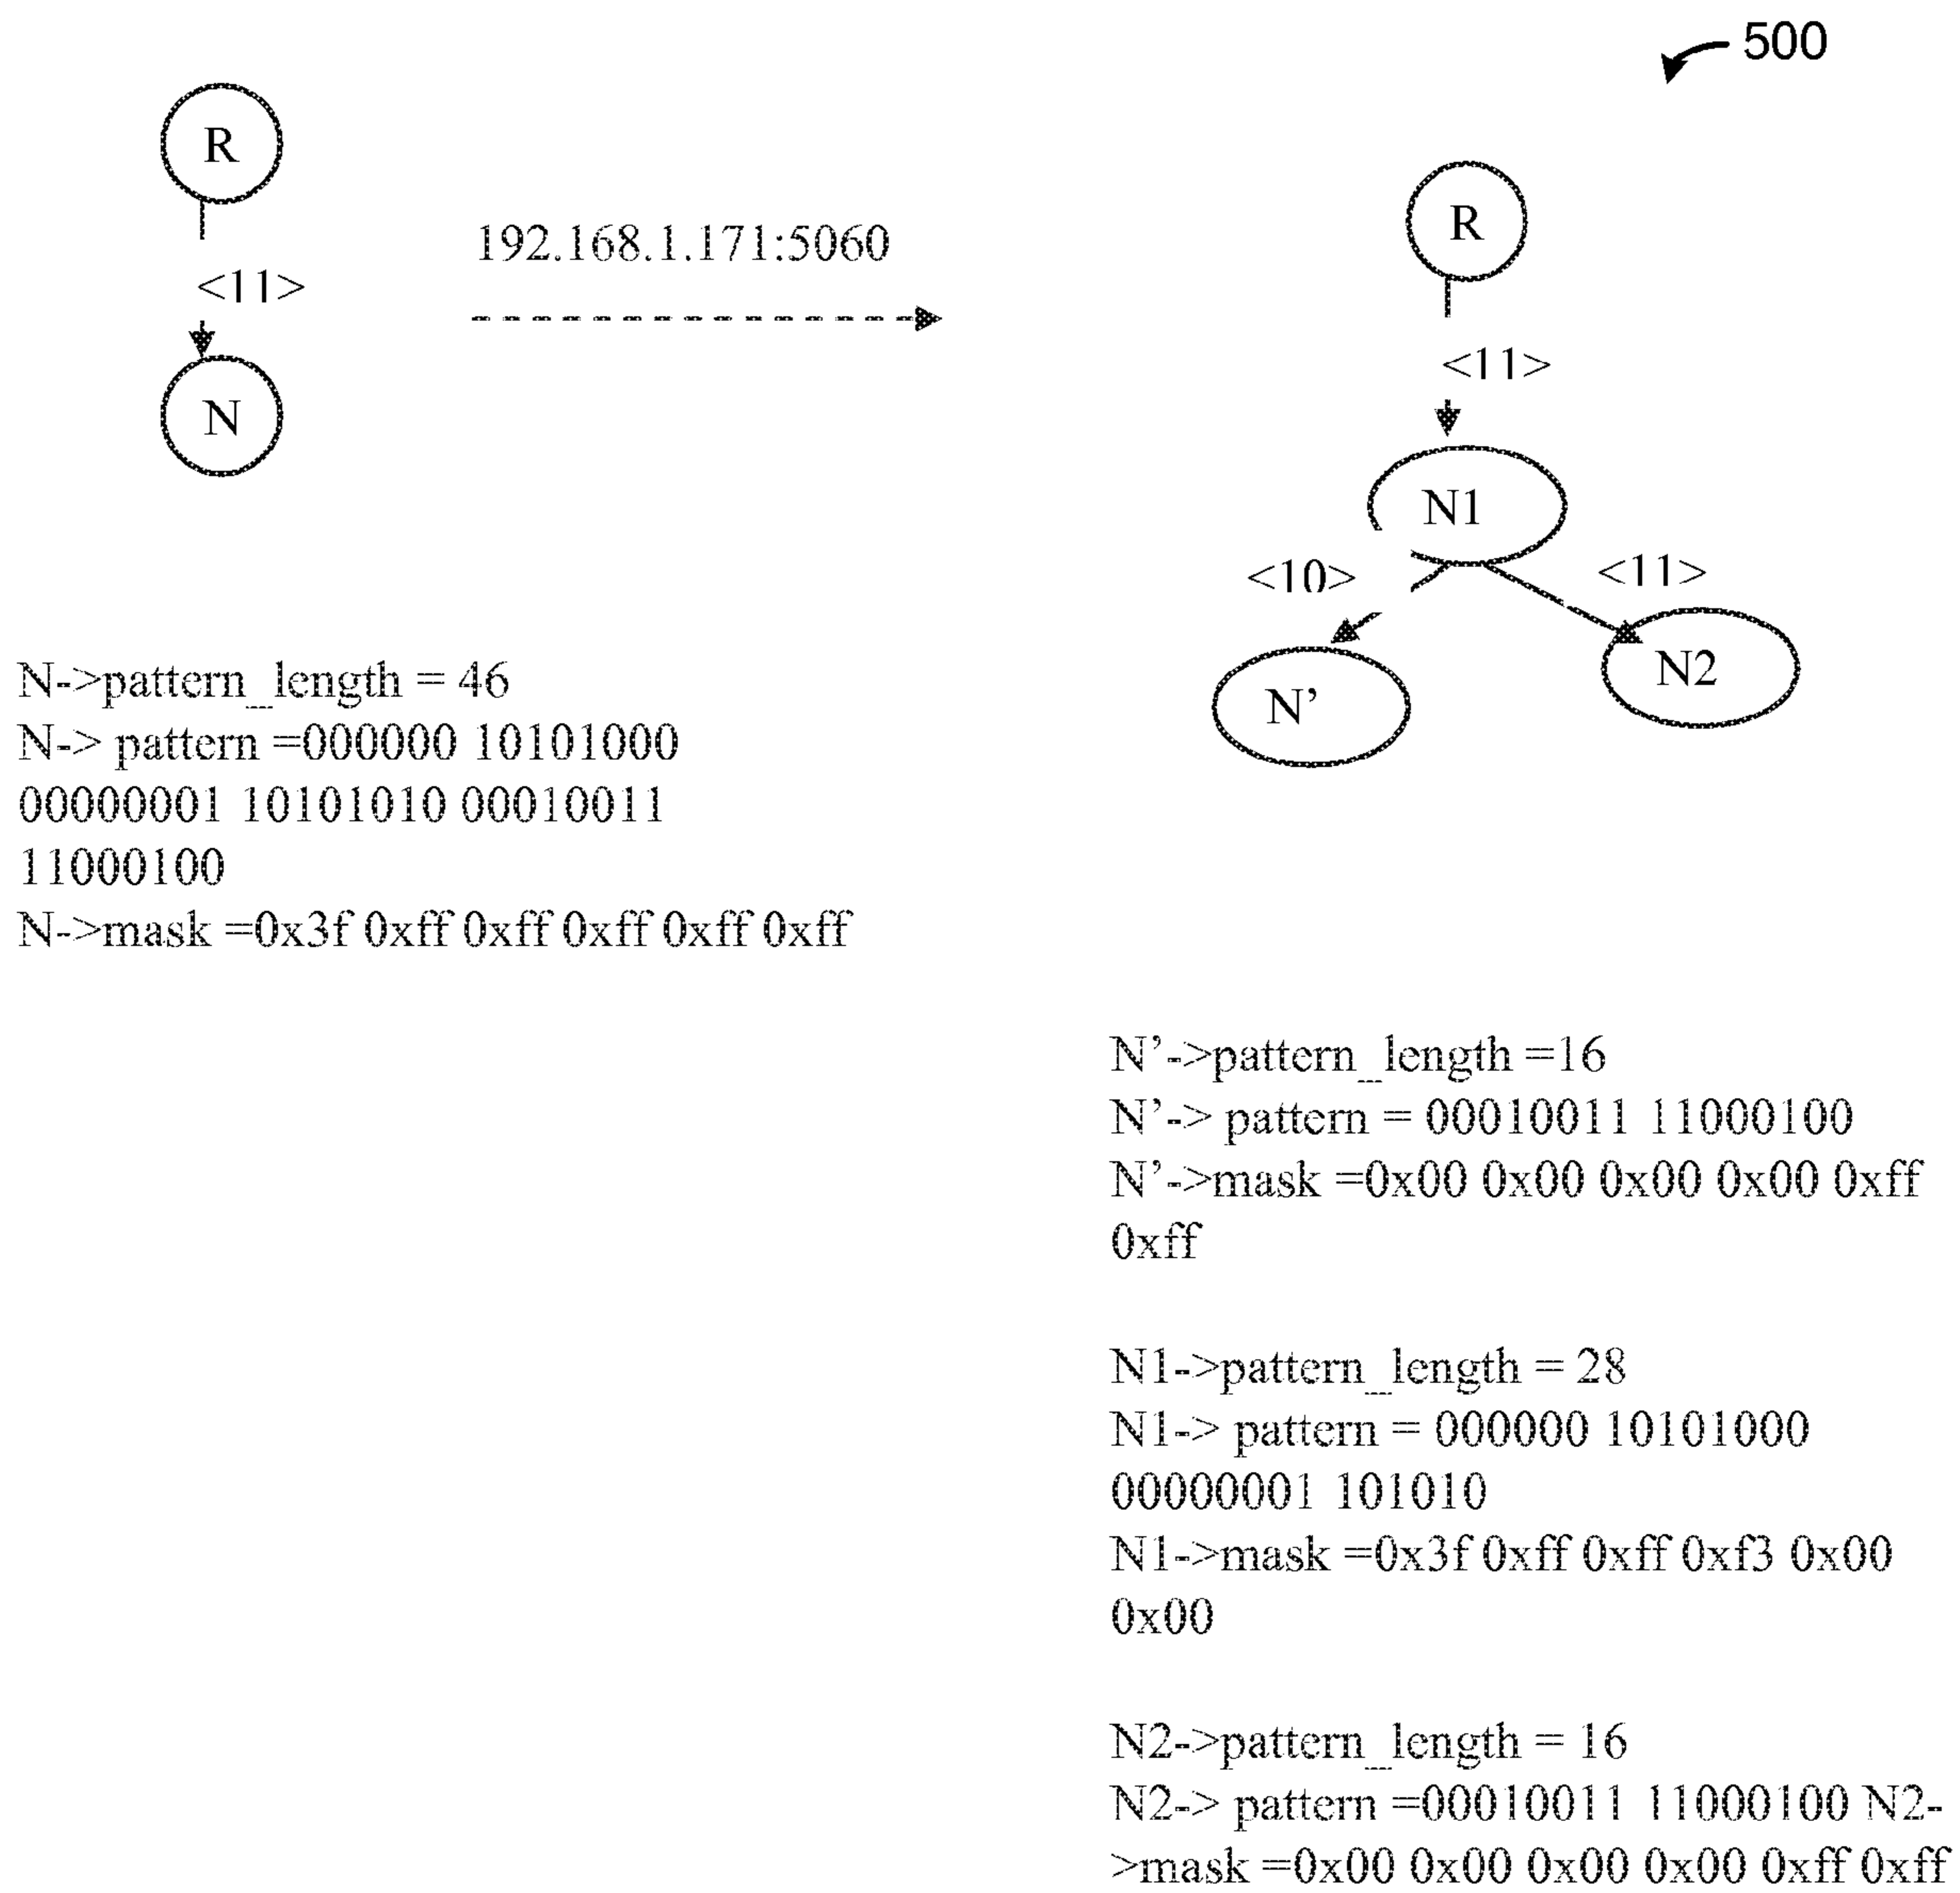 500
R
<11>
N
192.168.1.171:5060
R
<11>
N1
<10>
<11>
N'
N2
N->pattern_length = 46
N-> pattern =000000 10101000
00000001 10101010 00010011
11000100
N->mask =0x3f 0xff 0xff 0xff 0xff 0xff
N'->pattern_length =16
N'-> pattern = 00010011 11000100
N'->mask =0x00 0x00 0x00 0x00 0xff
0xff
N1->pattern_length = 28
N1-> pattern = 000000 10101000
00000001 101010
N1->mask =0x3f 0xff 0xff 0xf3 0x00
0x00
N2->pattern_length = 16
N2-> pattern =00010011 11000100 N2-
>mask =0x00 0x00 0x00 0x00 0xff 0xff